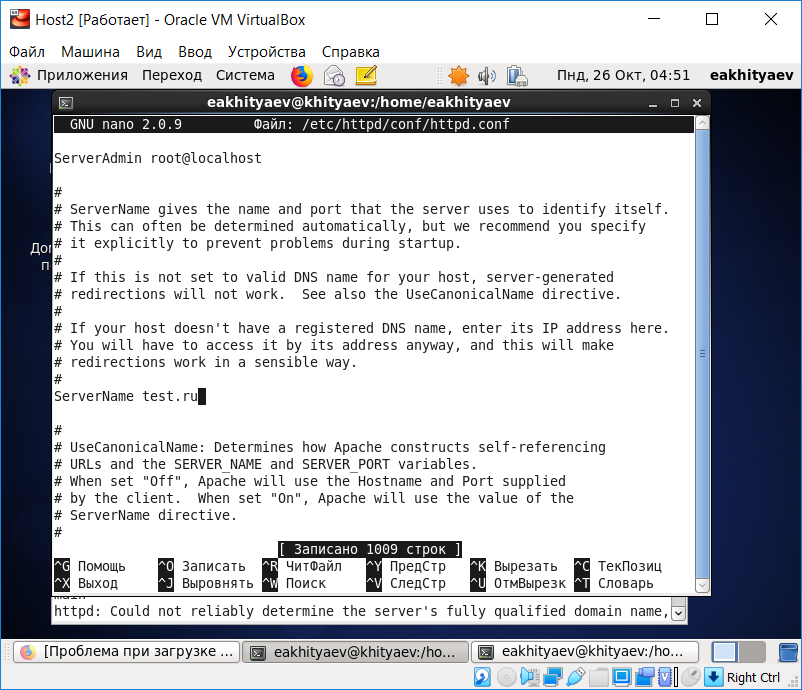 Host2 [Работает] - Oracle VM VirtualBox
Файл Машина Вид Ввод Устройства Справка
Приложения Переход Система Пнд, 26 Окт, 04:51 eakhityaev
eakhityaev@khityaev:/home/eakhityaev
GNU nano 2.0.9 Файл: /etc/httpd/conf/httpd.conf
ServerAdmin root@localhost
#
# ServerName gives the name and port that the server uses to identify itself.
# This can often be determined automatically, but we recommend you specify
# it explicitly to prevent problems during startup.
#
# If this is not set to valid DNS name for your host, server-generated
# redirections will not work.  See also the UseCanonicalName directive.
#
# If your host doesn't have a registered DNS name, enter its IP address here.
# You will have to access it by its address anyway, and this will make
# redirections work in a sensible way.
#
ServerName test.ru
#
# UseCanonicalName: Determines how Apache constructs self-referencing
# URLs and the SERVER_NAME and SERVER_PORT variables.
# When set "Off", Apache will use the Hostname and Port supplied
# by the client.  When set "On", Apache will use the value of the
# ServerName directive.
#
[ Записано 1009 строк ]
^G Помощь ^O Записать ^R ЧитФайл ^Y ПредСтр ^K Вырезать ^C ТекПозиц
^X Выход ^J Выровнять ^W Поиск ^V СледСтр ^U ОтмВырезк ^T Словарь
httpd: Could not reliably determine the server's fully qualified domain name,
[Проблема при загрузке ... eakhityaev@khityaev:/ho... eakhityaev@khityaev:/ho...
Right Ctrl